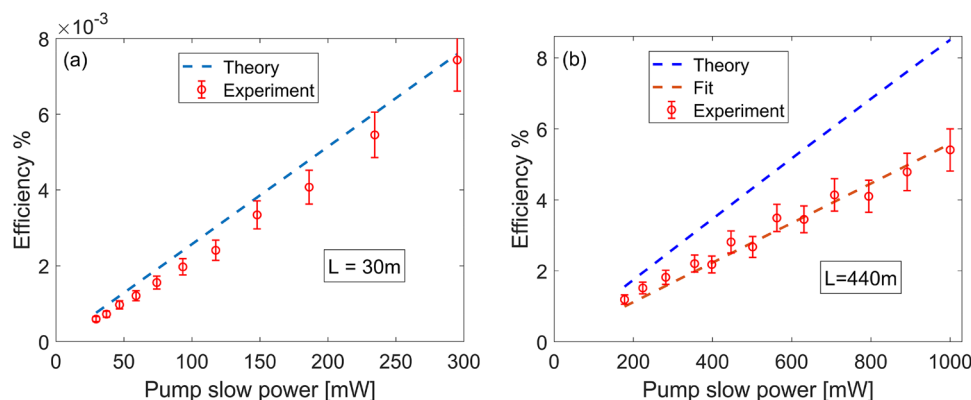 ×10⁻³
(a)
Theory
Experiment
L = 30m
Efficiency %
8
6
4
2
0
0 50 100 150 200 250 300
Pump slow power [mW]
(b)
Theory
Fit
Experiment
L=440m
Efficiency %
8
6
4
2
0
0 200 400 600 800 1000
Pump slow power [mW]